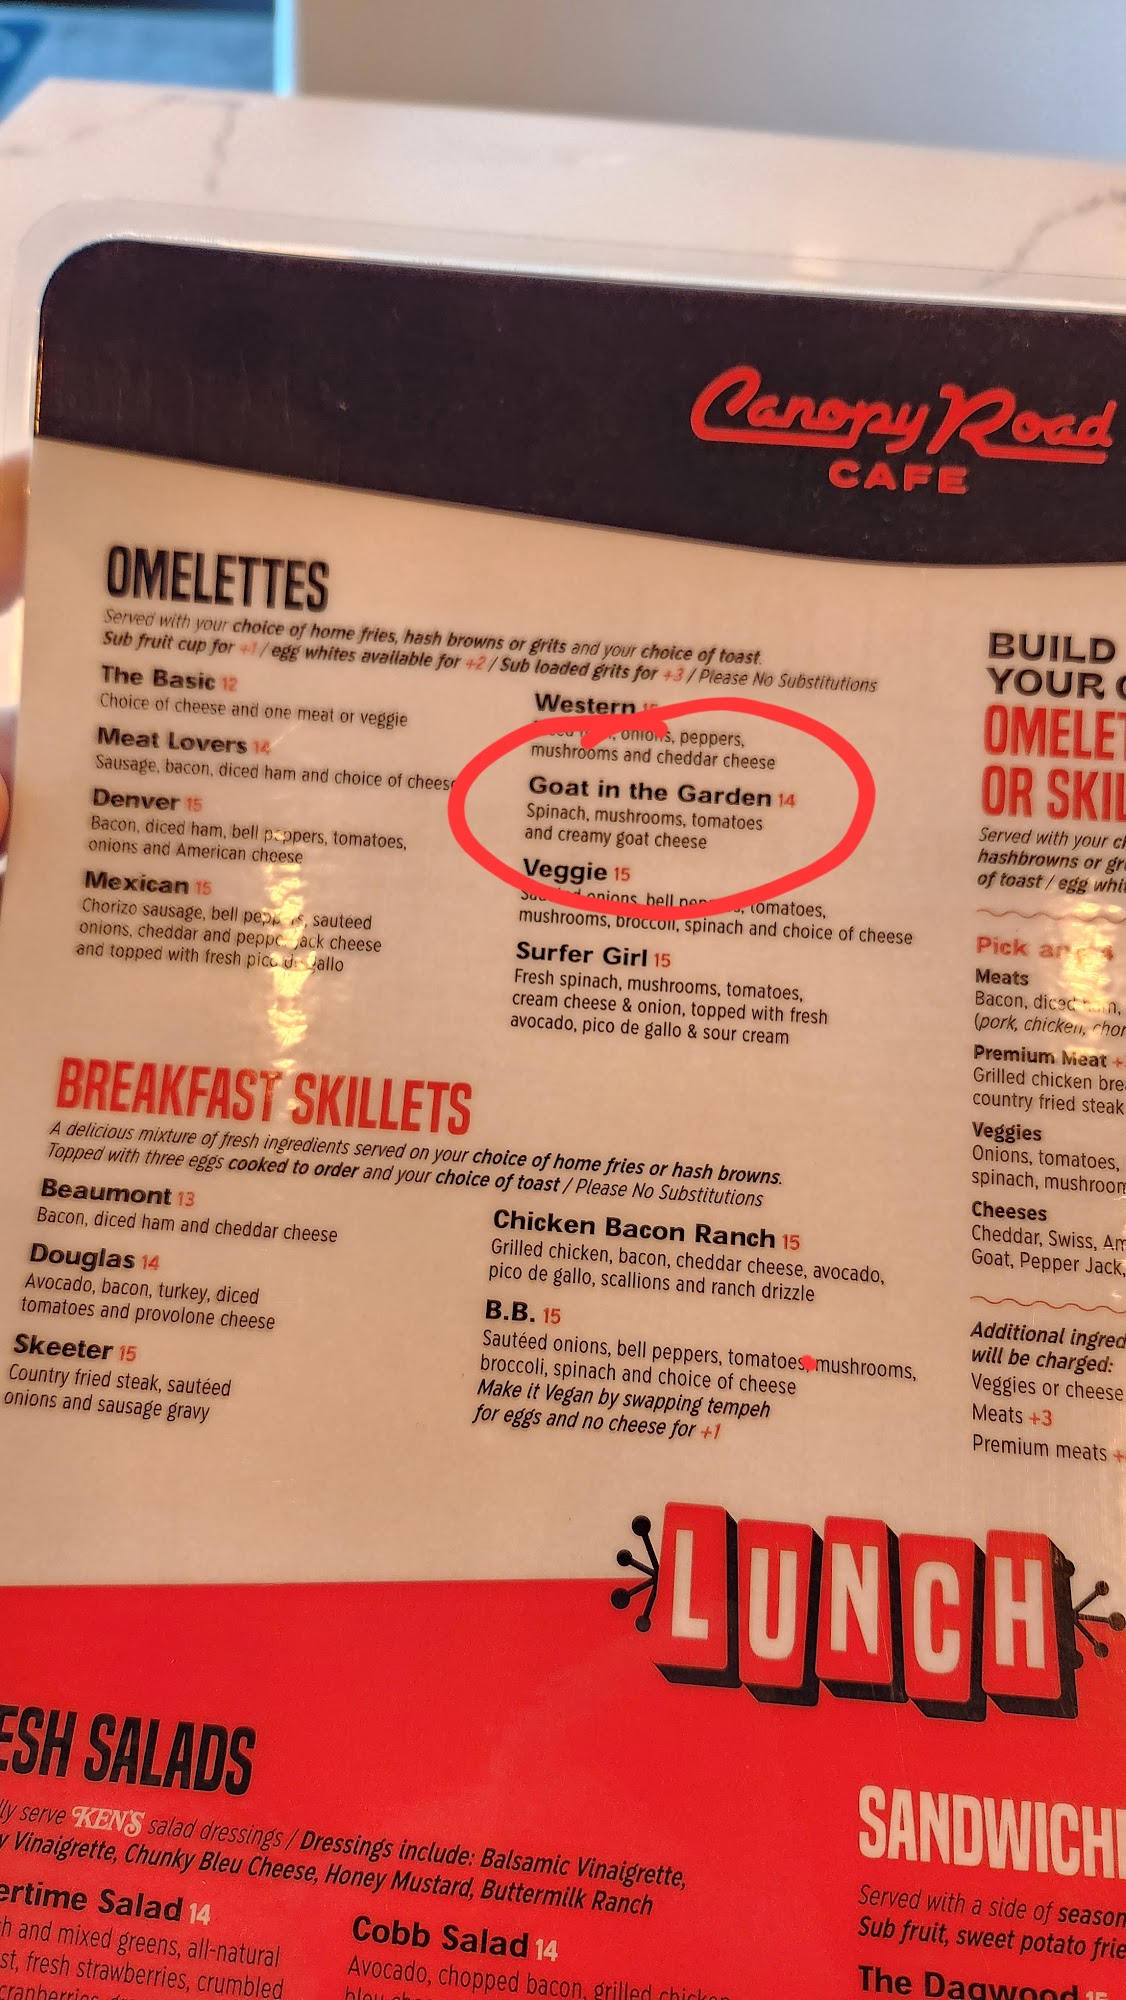 Canopy Road
CAFE
OMELETTES
Served with your choice of home fries, hash browns or grits and your choice of toast.
Sub fruit cup for +1 / egg whites available for +2 / Sub loaded grits for +3 / Please No Substitutions
The Basic 12
Choice of cheese and one meat or veggie
Meat Lovers 14
Sausage, bacon, diced ham and choice of cheese
Denver 15
Bacon, diced ham, bell peppers, tomatoes,
onions and American cheese
Mexican 15
Chorizo sausage, bell peppers, sauteed
onions, cheddar and pepper jack cheese
and topped with fresh pico de gallo
Western
onions, peppers,
mushrooms and cheddar cheese
Goat in the Garden 14
Spinach, mushrooms, tomatoes
and creamy goat cheese
Veggie 15
onions, bell tomatoes,
mushrooms, broccoli, spinach and choice of cheese
Surfer Girl 15
Fresh spinach, mushrooms, tomatoes,
cream cheese & onion, topped with fresh
avocado, pico de gallo & sour cream
BREAKFAST SKILLETS
A delicious mixture of fresh ingredients served on your choice of home fries or hash browns.
Topped with three eggs cooked to order and your choice of toast / Please No Substitutions
Beaumont 13
Bacon, diced ham and cheddar cheese
Douglas 14
Avocado, bacon, turkey, diced
tomatoes and provolone cheese
Skeeter 15
Country fried steak, sautéed
onions and sausage gravy
Chicken Bacon Ranch 15
Grilled chicken, bacon, cheddar cheese, avocado,
pico de gallo, scallions and ranch drizzle
B.B. 15
Sautéed onions, bell peppers, tomatoes, mushrooms,
broccoli, spinach and choice of cheese
Make it Vegan by swapping tempeh
for eggs and no cheese for +1
BUILD
YOUR
OMELET
OR SKIL
Served with your
hashbrowns or
of toast / egg
Pick any 4
Meats
Bacon, diced ham,
(pork, chicken,
Premium Meat
Grilled chicken
country fried steak
Veggies
Onions, tomatoes,
spinach,
Cheeses
Cheddar, Swiss,
Goat, Pepper Jack,
Additional
will be charged:
Veggies or cheese
Meats +3
Premium meats
LUNCH
ESH SALADS
serve KEN'S salad dressings / Dressings include: Balsamic Vinaigrette,
Vinaigrette, Chunky Bleu Cheese, Honey Mustard, Buttermilk Ranch
ertime Salad 14
and mixed greens, all-natural
fresh strawberries, crumbled
Cobb Salad 14
Avocado, chopped bacon, grilled
SANDWICH
Served with a side of
Sub fruit, sweet potato
The Dagwood